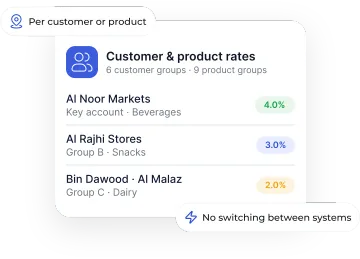 Per customer or product
Customer & product rates
6 customer groups · 9 product groups
Al Noor Markets
Key account · Beverages
4.0%
Al Rajhi Stores
Group B · Snacks
3.0%
Bin Dawood · Al Malaz
Group C · Dairy
2.0%
No switching between systems